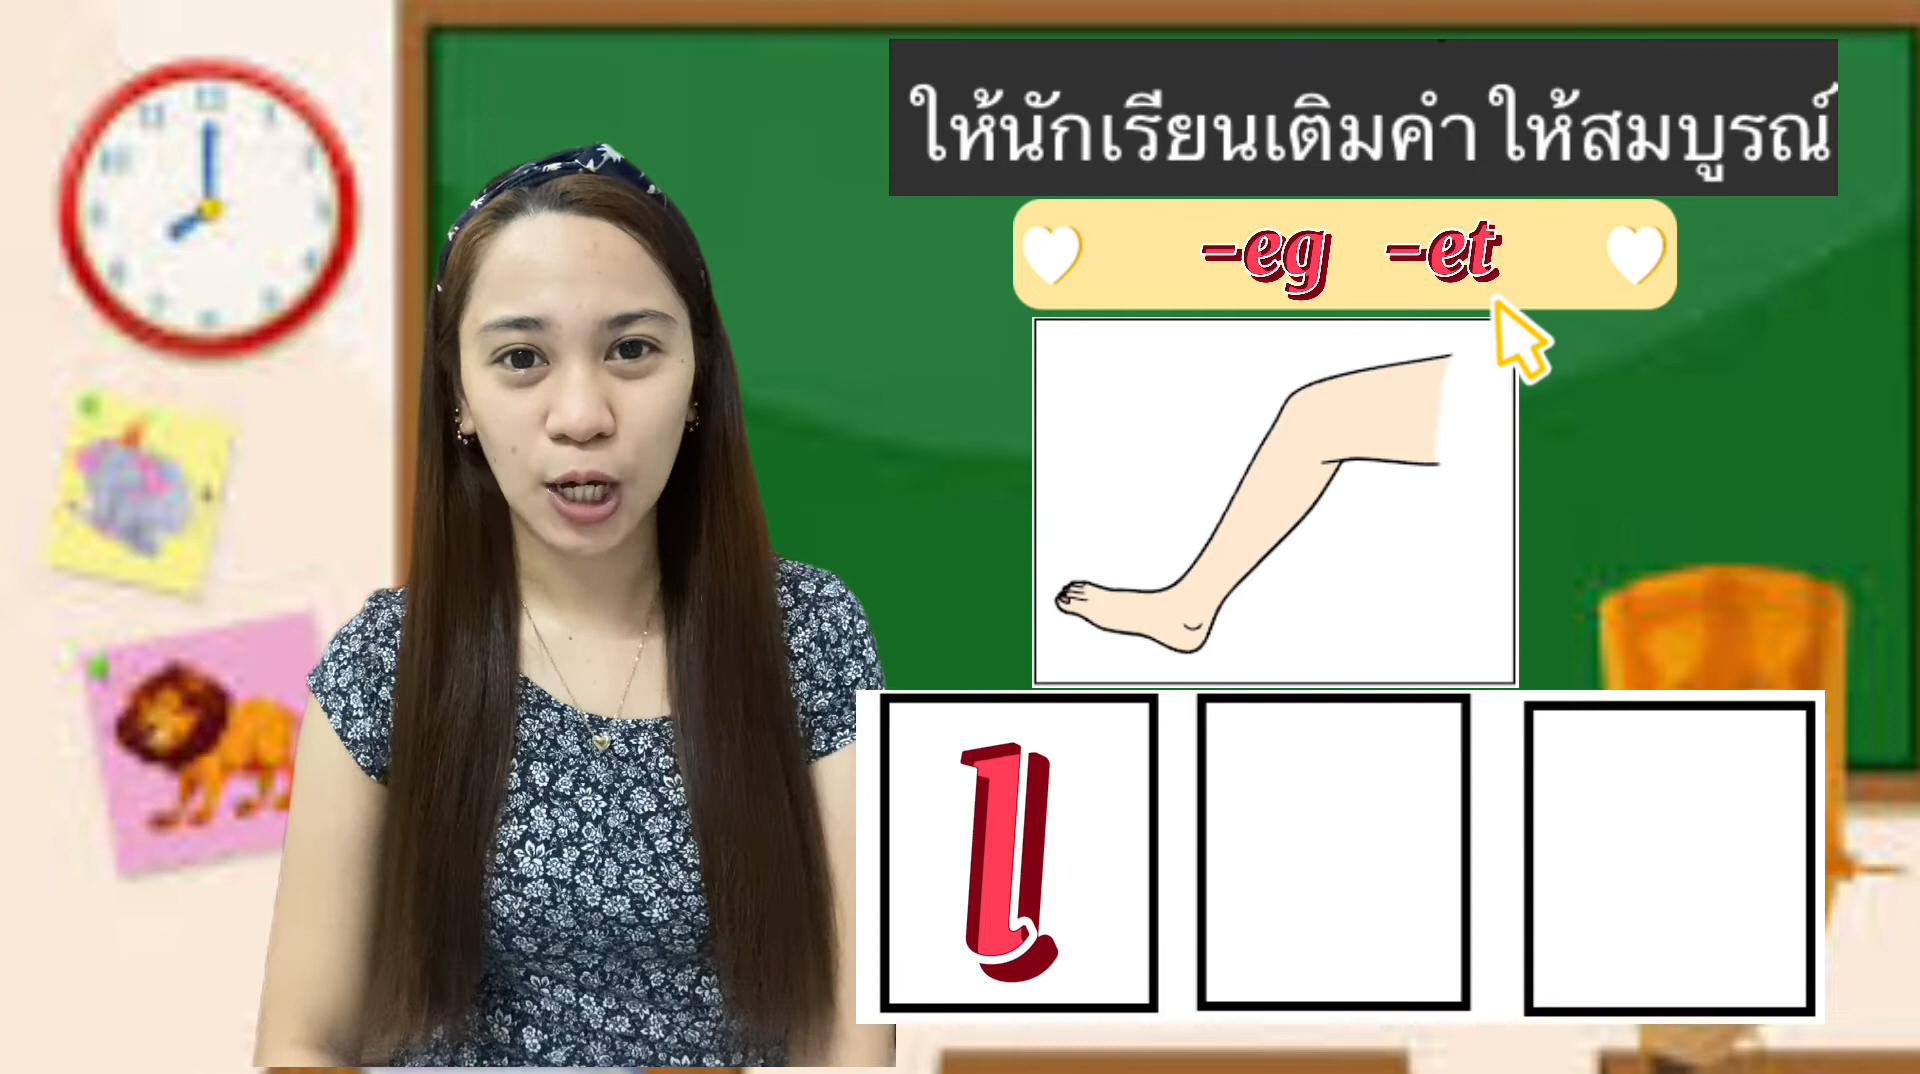 ให้นักเรียนเติมคำ ให้สมบูรณ์
-eg -et
l